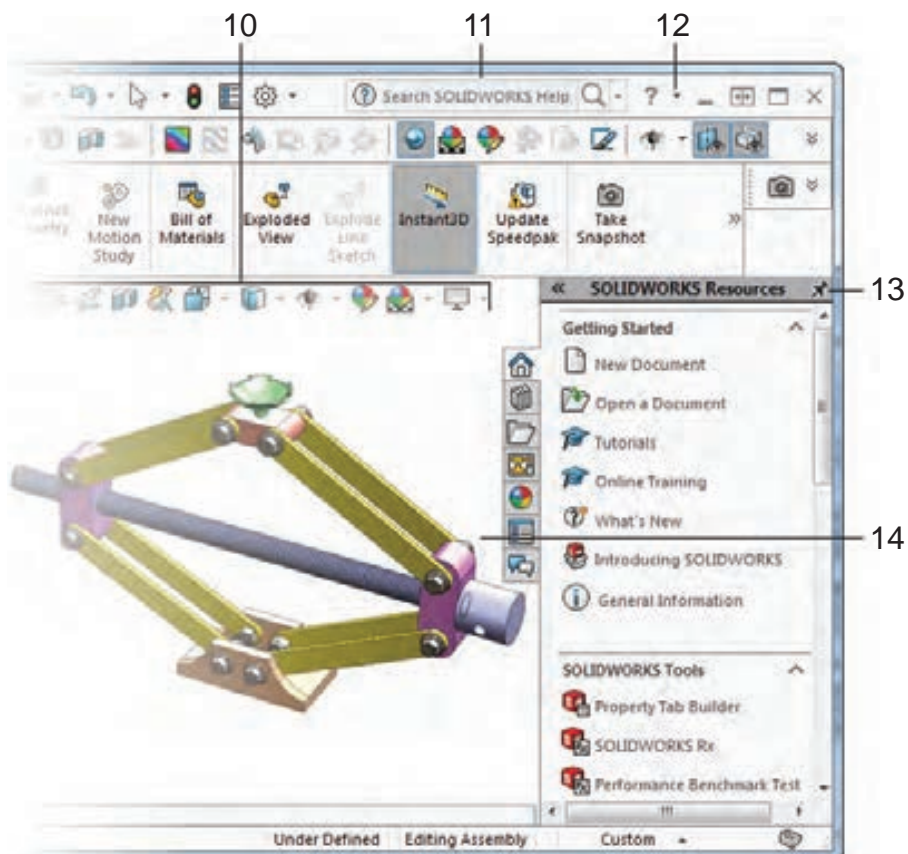 10 11 12
Search SOLIDWORKS Help ?
New Motion Study
Bill of Materials
Exploded View
Explode Line Sketch
Instant3D
Update Speedpak
Take Snapshot
« SOLIDWORKS Resources
13
Getting Started
New Document
Open a Document
Tutorials
Online Training
What's New
14
Introducing SOLIDWORKS
General Information
SOLIDWORKS Tools
Property Tab Builder
SOLIDWORKS Rx
Performance Benchmark Test
Under Defined Editing Assembly Custom